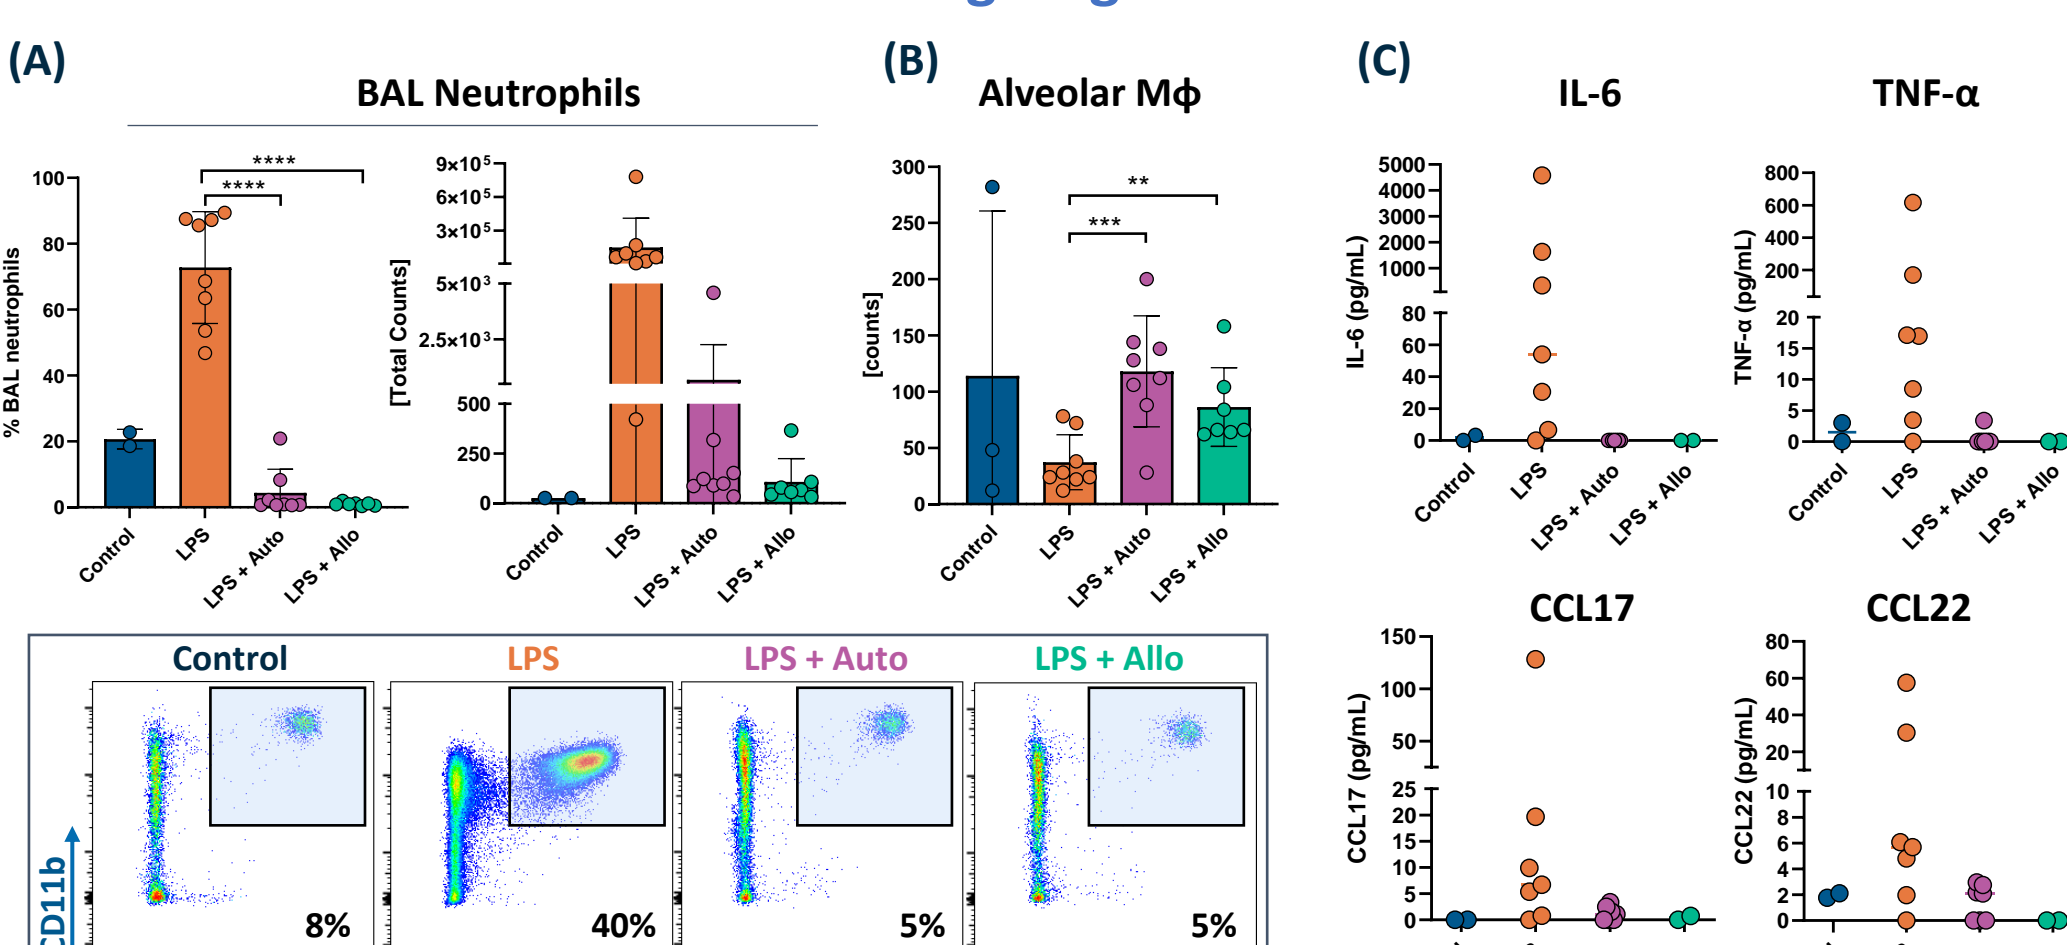 (A)
BAL Neutrophils
% BAL neutrophils
100
80
60
40
20
0
****
****
Control
LPS
LPS + Auto
LPS + Allo
[Total Counts]
9×10⁵
6×10⁵
3×10⁵
5×10³
2.5×10³
500
250
0
Control
LPS
LPS + Auto
LPS + Allo
(B)
Alveolar Mϕ
[counts]
300
250
200
150
100
50
0
**
***
Control
LPS
LPS + Auto
LPS + Allo
(C)
IL-6
IL-6 (pg/mL)
5000
4000
3000
2000
1000
80
60
40
20
0
Control
LPS
LPS + Auto
LPS + Allo
TNF-α
TNF-α (pg/mL)
800
600
400
200
20
15
10
5
0
Control
LPS
LPS + Auto
LPS + Allo
CCL17
CCL17 (pg/mL)
150
100
50
25
20
15
10
5
0
CCL22
CCL22 (pg/mL)
80
60
40
20
10
8
6
4
2
0
Control
LPS
LPS + Auto
LPS + Allo
CD11b
8%
40%
5%
5%